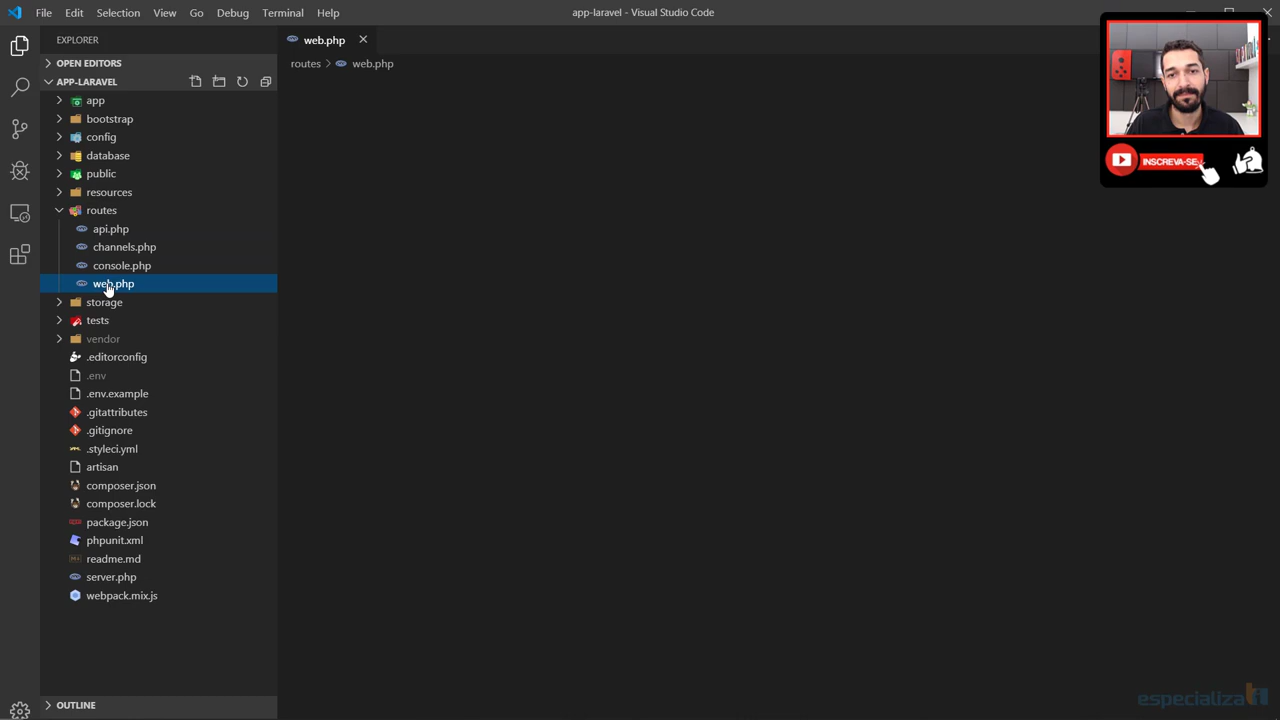 File Edit Selection View Go Debug Terminal Help
app-laravel - Visual Studio Code
EXPLORER
web.php
OPEN EDITORS
routes > web.php
APP-LARAVEL
app
bootstrap
config
database
public
resources
routes
api.php
channels.php
console.php
web.php
storage
tests
vendor
.editorconfig
.env
.env.example
.gitattributes
.gitignore
.styleci.yml
artisan
composer.json
composer.lock
package.json
phpunit.xml
readme.md
server.php
webpack.mix.js
OUTLINE
INSCREVA-SE
especializati